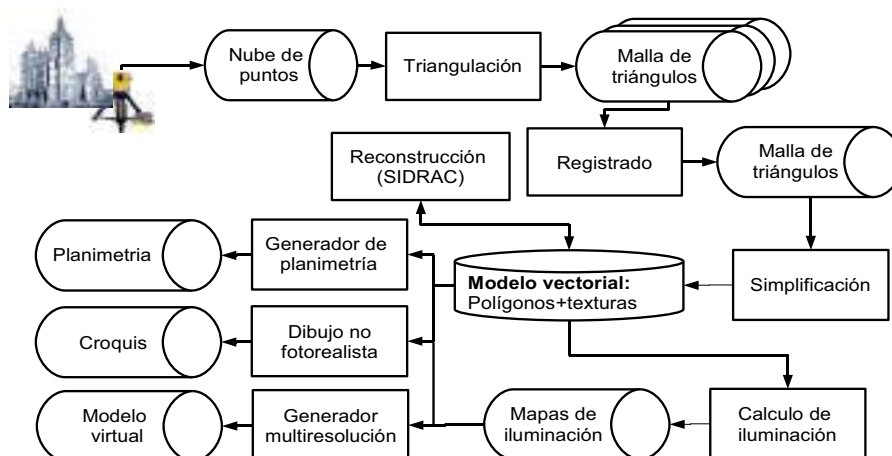 Nube de
puntos
Triangulación
Malla de
triángulos
Reconstrucción
(SIDRAC)
Registrado
Malla de
triángulos
Planimetria
Generador de
planimetría
Modelo vectorial:
Polígonos+texturas
Simplificación
Croquis
Dibujo no
fotorealista
Modelo
virtual
Generador
multiresolución
Mapas de
iluminación
Calculo de
iluminación